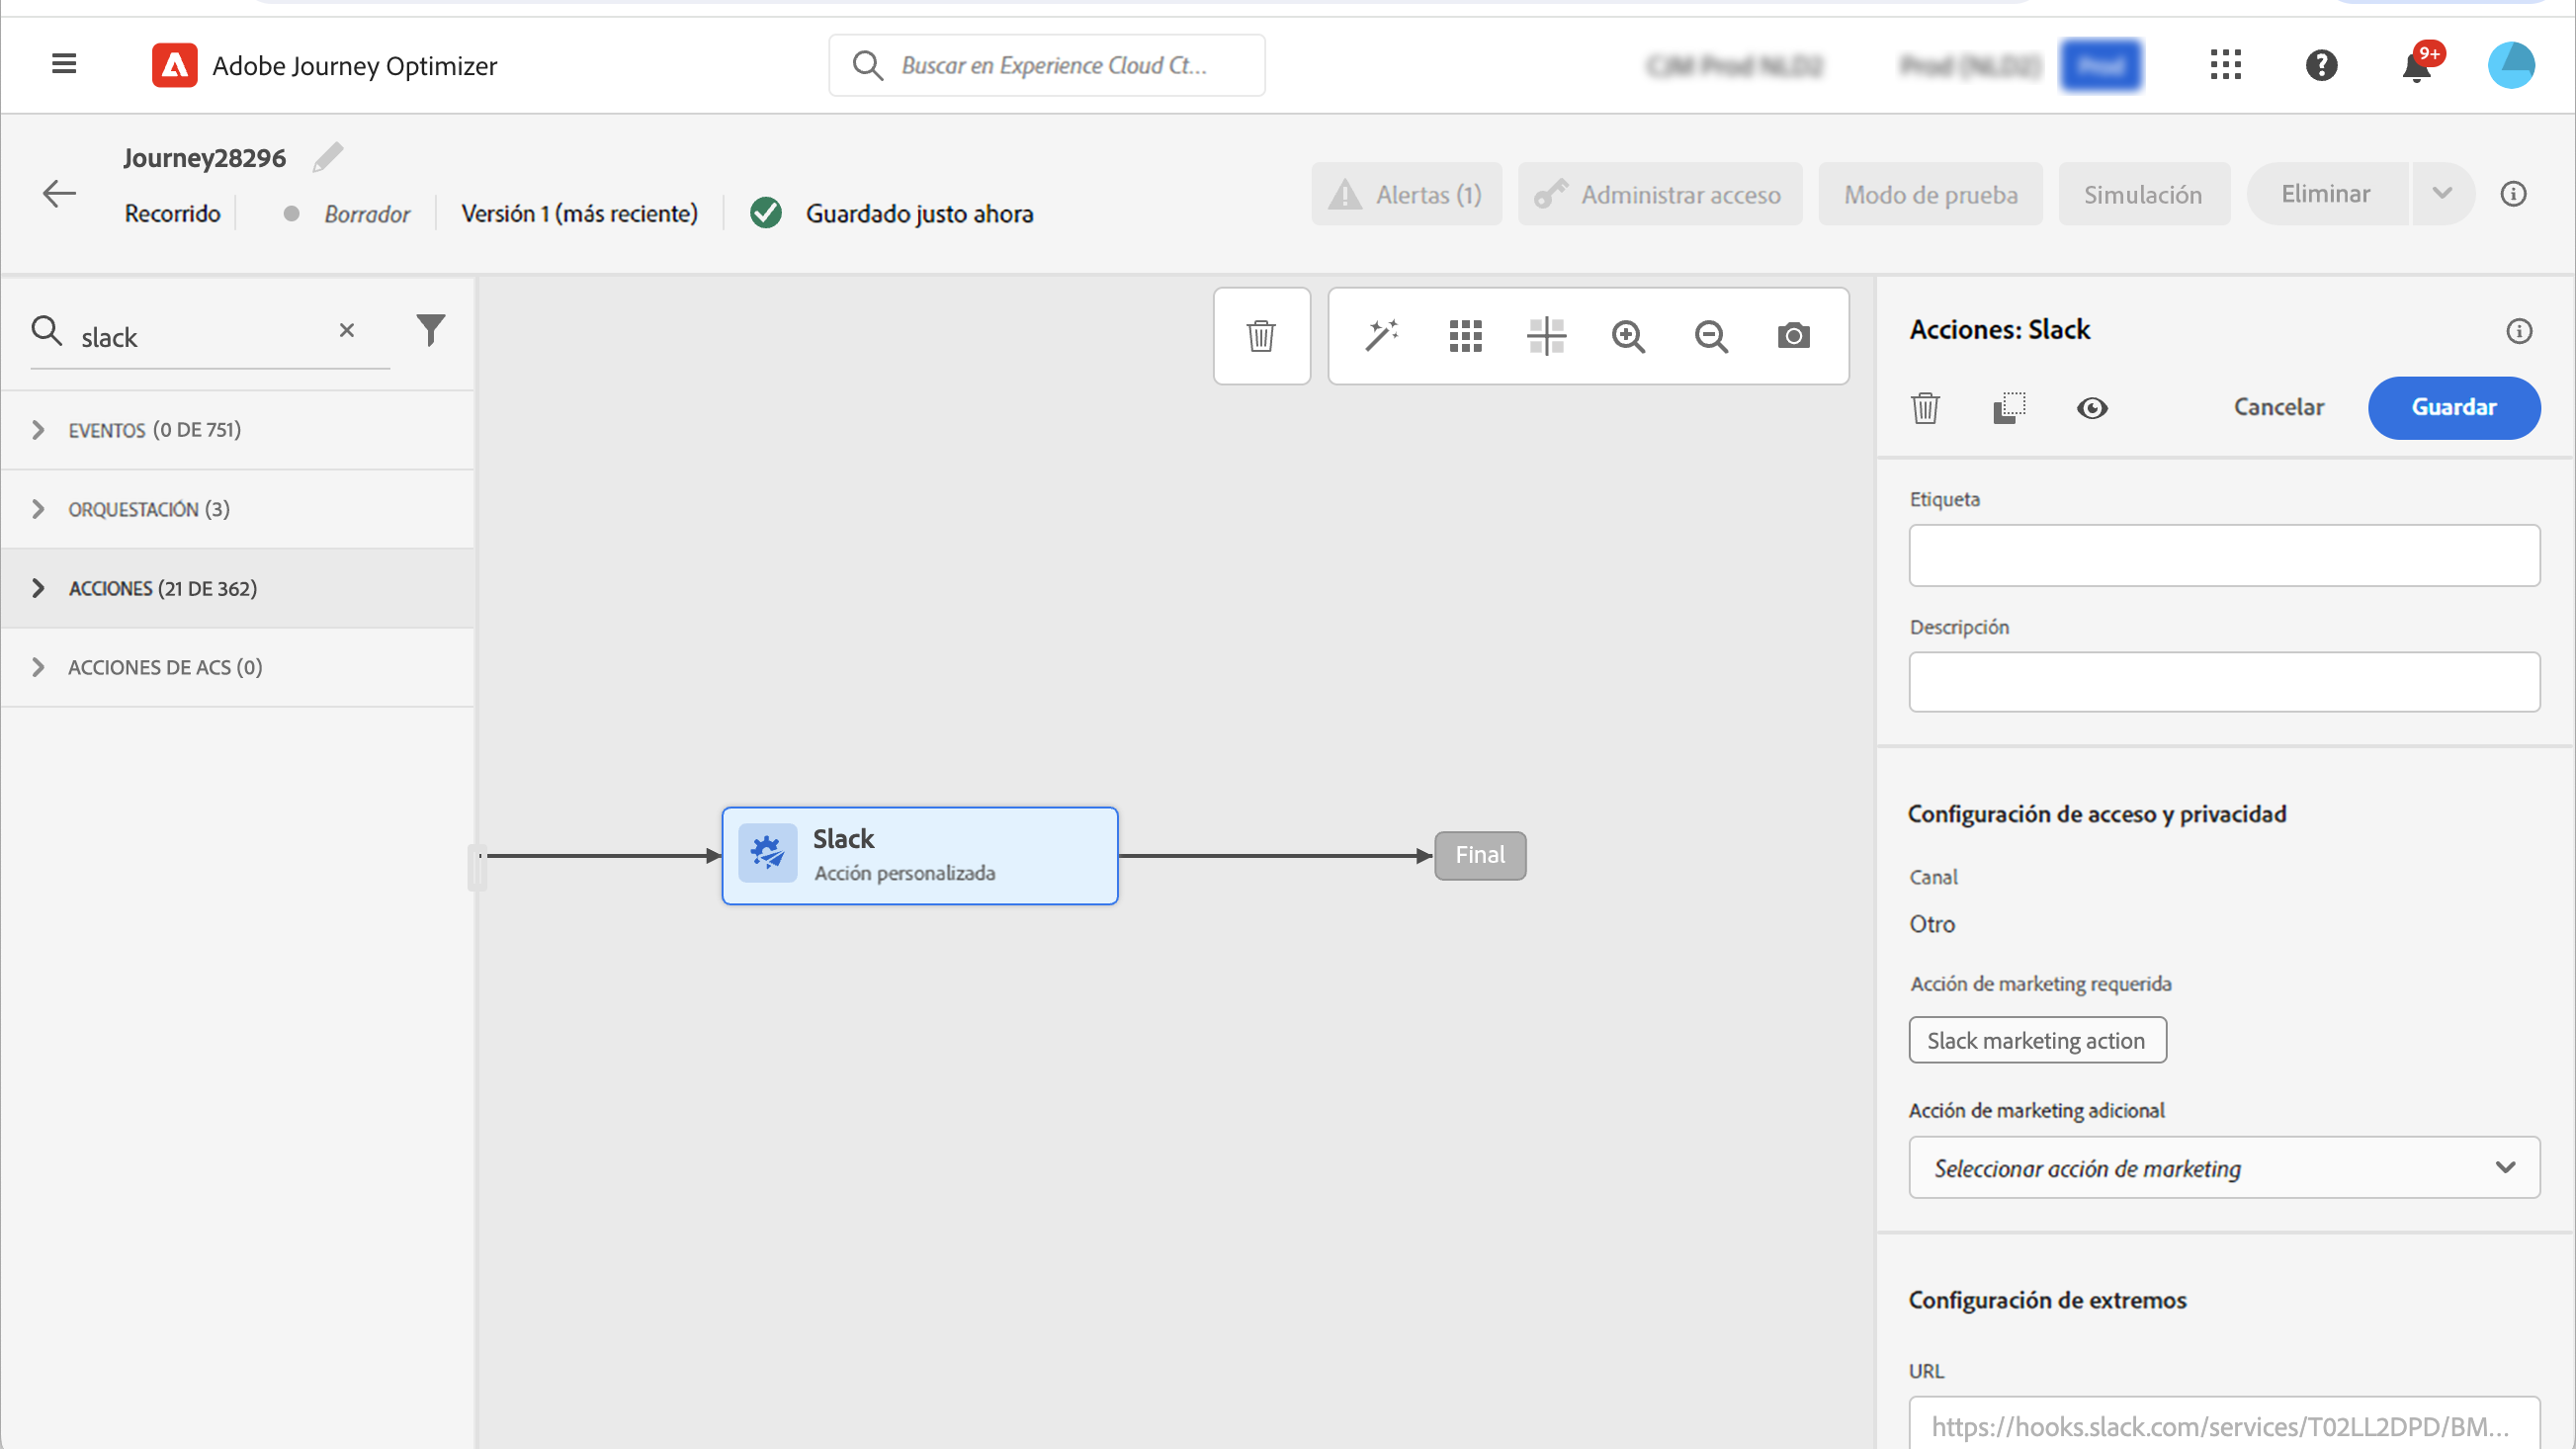 Adobe Journey Optimizer
Buscar en Experience Cloud Ct...
9+
Journey28296
Recorrido
Borrador
Versión 1 (más reciente)
Guardado justo ahora
Alertas (1)
Administrar acceso
Modo de prueba
Simulación
Eliminar
slack
EVENTOS (0 DE 751)
ORQUESTACIÓN (3)
ACCIONES (21 DE 362)
ACCIONES DE ACS (0)
Slack
Acción personalizada
Final
Acciones: Slack
Cancelar
Guardar
Etiqueta
Descripción
Configuración de acceso y privacidad
Canal
Otro
Acción de marketing requerida
Slack marketing action
Acción de marketing adicional
Seleccionar acción de marketing
Configuración de extremos
URL
https://hooks.slack.com/services/T02LL2DPD/BM...